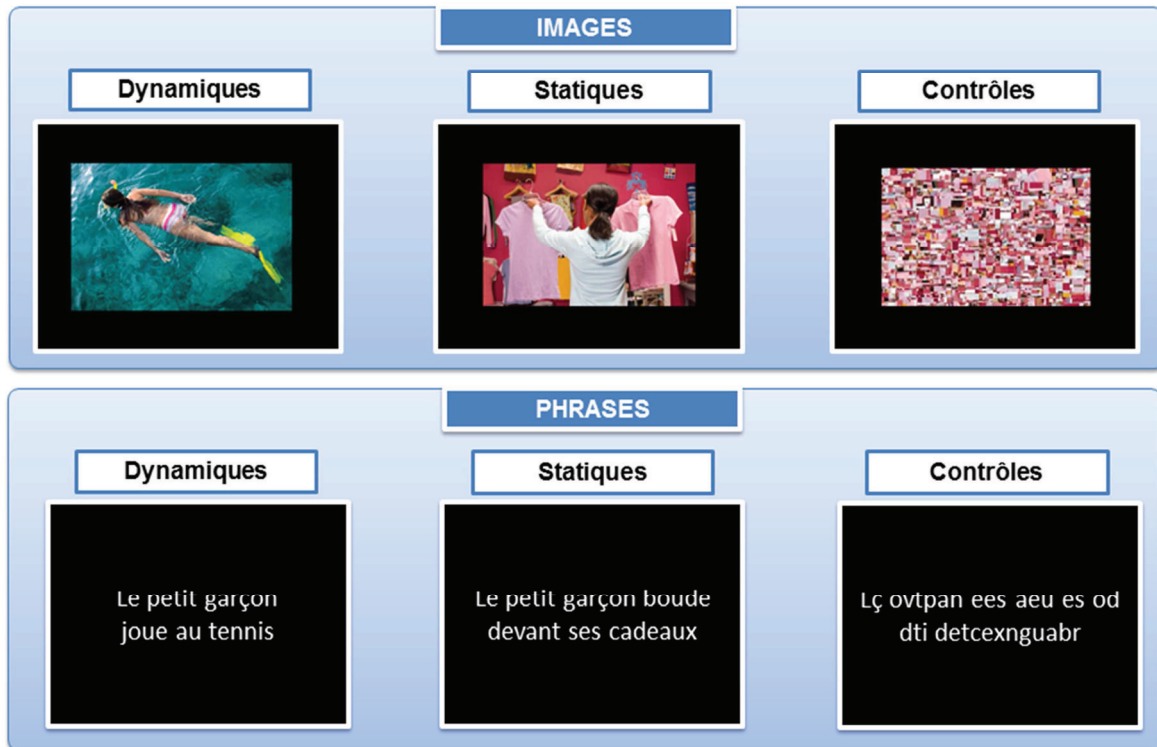 IMAGES
Dynamiques
Statiques
Contrôles
PHRASES
Dynamiques
Statiques
Contrôles
Le petit garçon
joue au tennis
Le petit garçon boude
devant ses cadeaux
Lç ovtpan ees aeu es od
dti detcexnguabr